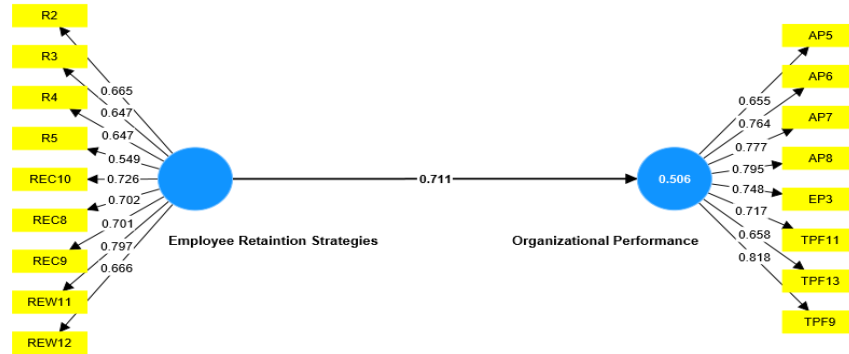 R2
R3
R4
R5
REC10
REC8
REC9
REW11
REW12
0.665
0.647
0.647
0.549
0.726
0.702
0.701
0.797
0.666
Employee Retaintion Strategies
0.711
0.506
Organizational Performance
0.655
0.764
0.777
0.795
0.748
0.717
0.658
0.818
AP5
AP6
AP7
AP8
EP3
TPF11
TPF13
TPF9